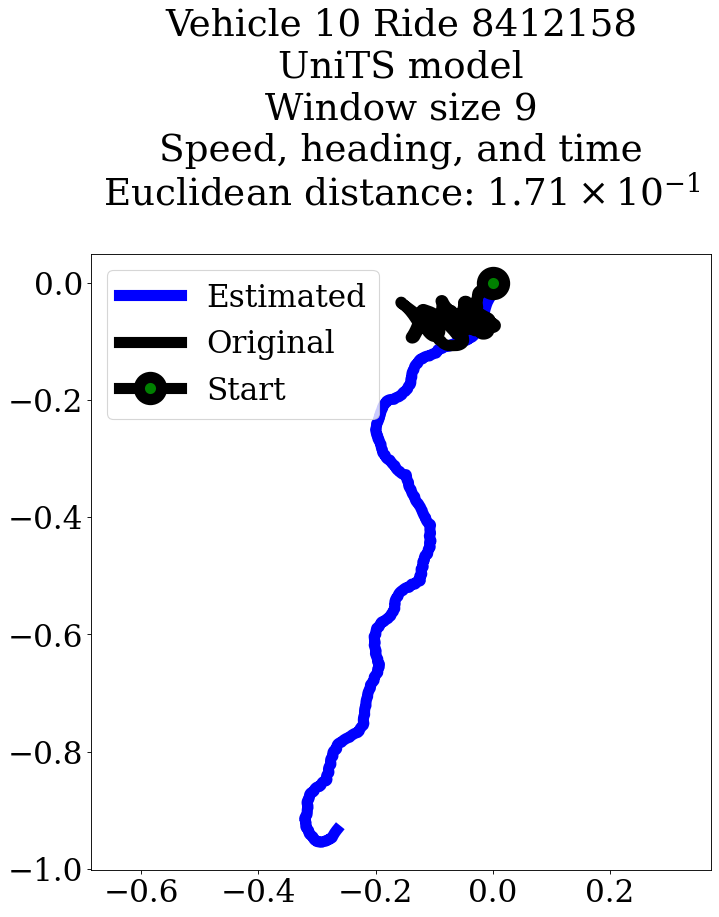 Vehicle 10 Ride 8412158
UniTS model
Window size 9
Speed, heading, and time
Euclidean distance: 1.71 × 10⁻¹
Estimated
Original
Start
0.0
−0.2
−0.4
−0.6
−0.8
−1.0
−0.6 −0.4 −0.2 0.0 0.2